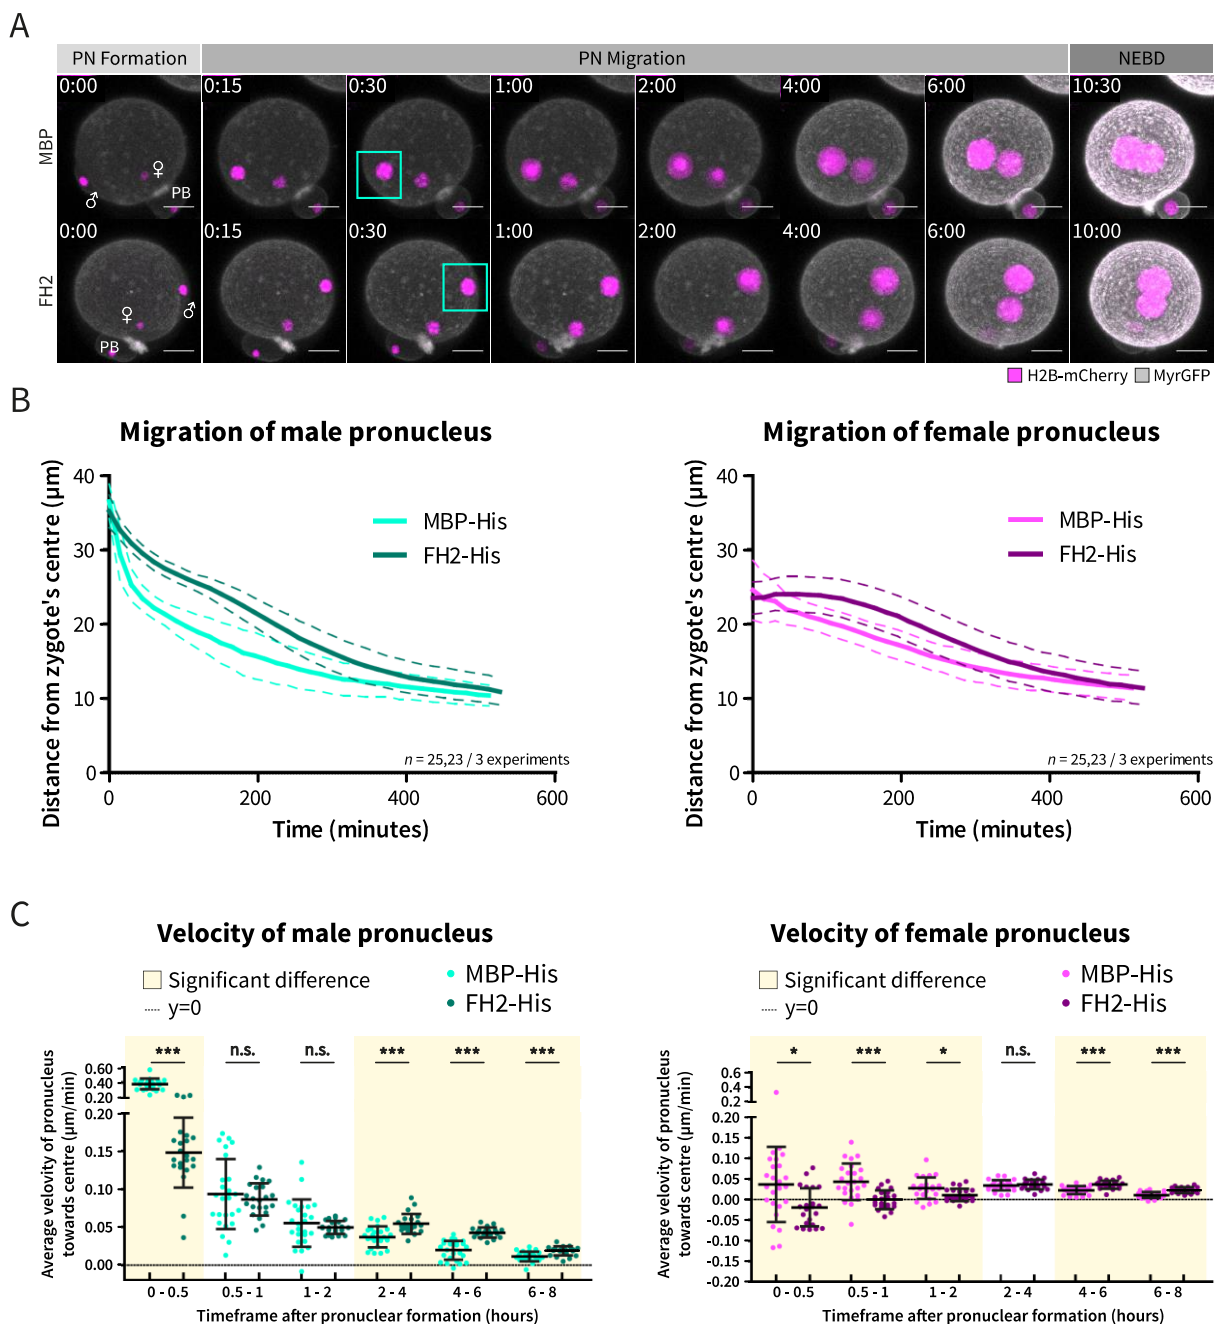 A
PN Formation PN Migration NEBD
MBP
0:00 0:15 0:30 1:00 2:00 4:00 6:00 10:30
♀
♂
PB
FH2
0:00 0:15 0:30 1:00 2:00 4:00 6:00 10:00
♀
♂
PB
H2B-mCherry MyrGFP
B
Migration of male pronucleus
Distance from zygote's centre (μm)
40
30
20
10
0
MBP-His
FH2-His
n = 25,23 / 3 experiments
0 200 400 600
Time (minutes)
Migration of female pronucleus
Distance from zygote's centre (μm)
40
30
20
10
0
MBP-His
FH2-His
n = 25,23 / 3 experiments
0 200 400 600
Time (minutes)
C
Velocity of male pronucleus
Significant difference
y=0
MBP-His
FH2-His
Average velovity of pronucleus
towards centre (μm/min)
0.60
0.40
0.20
0.15
0.10
0.05
0.00
*** n.s. n.s. *** *** ***
0 - 0.5 0.5 - 1 1 - 2 2 - 4 4 - 6 6 - 8
Timeframe after pronuclear formation (hours)
Velocity of female pronucleus
Significant difference
y=0
MBP-His
FH2-His
Average velovity of pronucleus
towards centre (μm/min)
0.6
0.4
0.2
0.20
0.15
0.10
0.05
0.00
-0.05
-0.10
-0.15
-0.20
* *** * n.s. *** ***
0 - 0.5 0.5 - 1 1 - 2 2 - 4 4 - 6 6 - 8
Timeframe after pronuclear formation (hours)